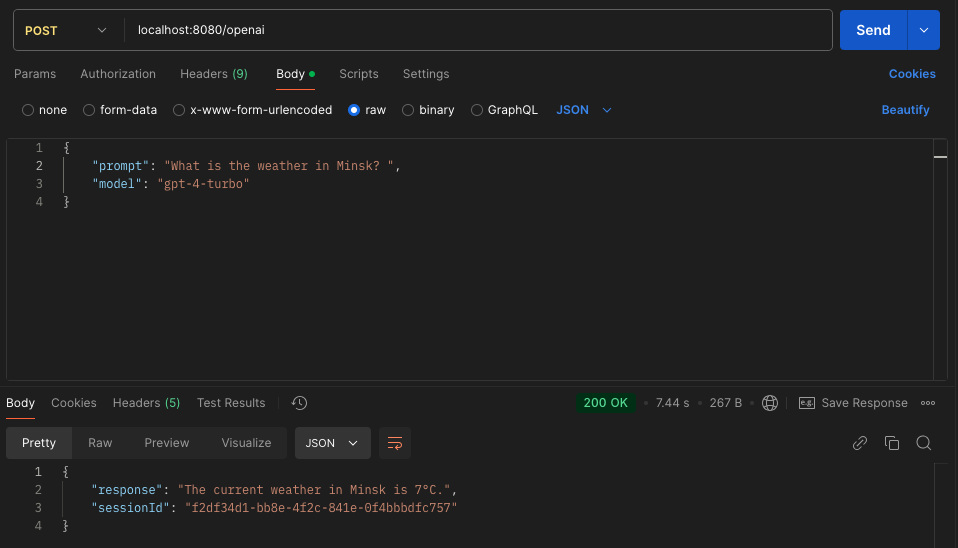 POST localhost:8080/openai Send
Params Authorization Headers (9) Body Scripts Settings Cookies
none form-data x-www-form-urlencoded raw binary GraphQL JSON Beautify
1 {
2 "prompt": "What is the weather in Minsk? ",
3 "model": "gpt-4-turbo"
4 }
Body Cookies Headers (5) Test Results 200 OK 7.44 s 267 B e.g. Save Response
Pretty Raw Preview Visualize JSON
1 {
2 "response": "The current weather in Minsk is 7°C.",
3 "sessionId": "f2df34d1-bb8e-4f2c-841e-0f4bbbdfc757"
4 }